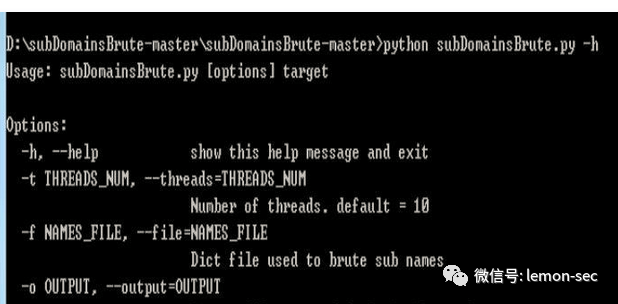 D:\subDomainsBrute-master\subDomainsBrute-master>python subDomainsBrute.py -h
Usage: subDomainsBrute.py [options] target
Options:
-h, --help show this help message and exit
-t THREADS_NUM, --threads=THREADS_NUM
Number of threads. default = 10
-f NAMES_FILE, --file=NAMES_FILE
Dict file used to brute sub names
-o OUTPUT, --output=OUTPUT
微信号: lemon-sec